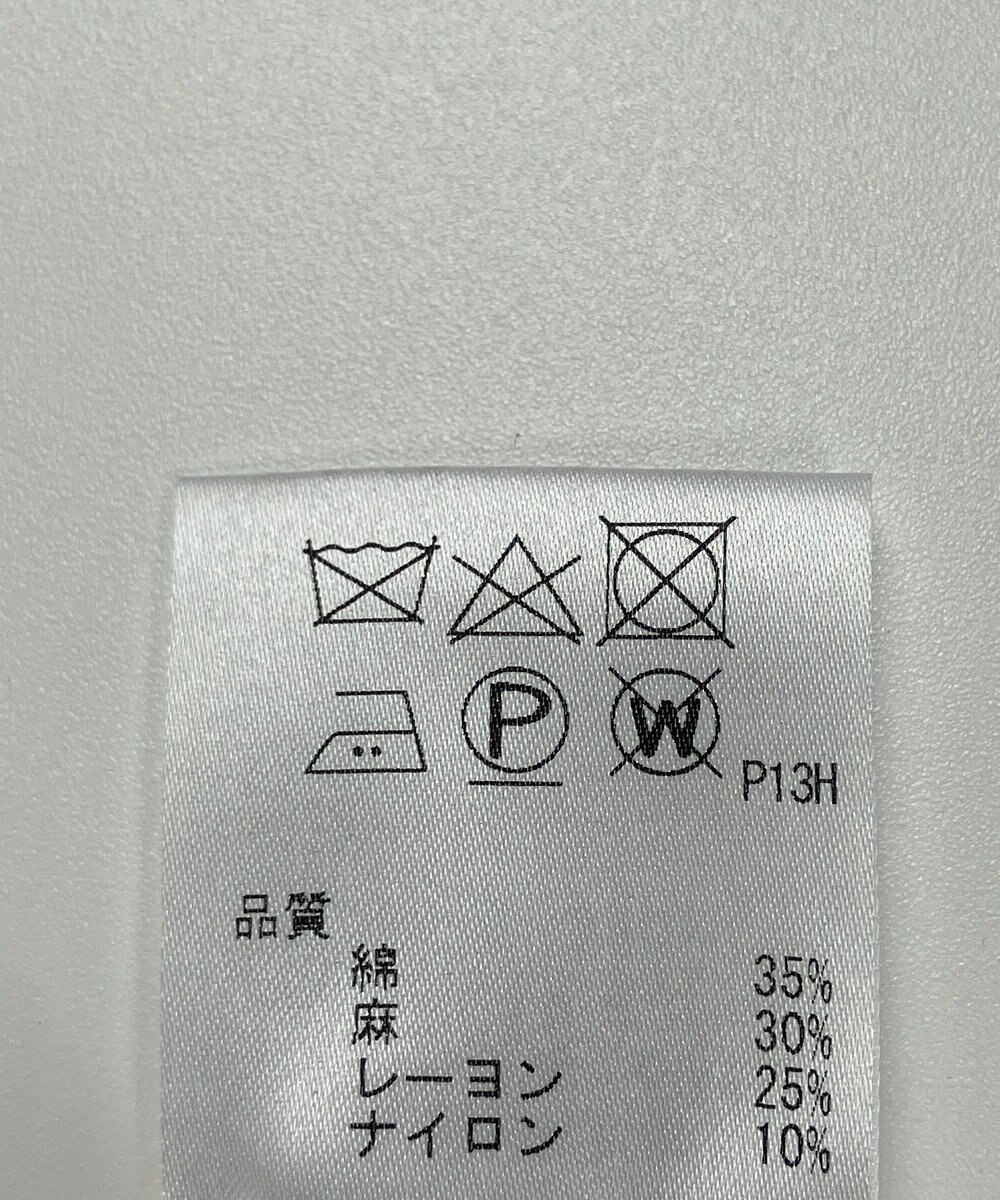 P W P13H
品質
綿 35%
麻 30%
レーヨン 25%
ナイロン 10%